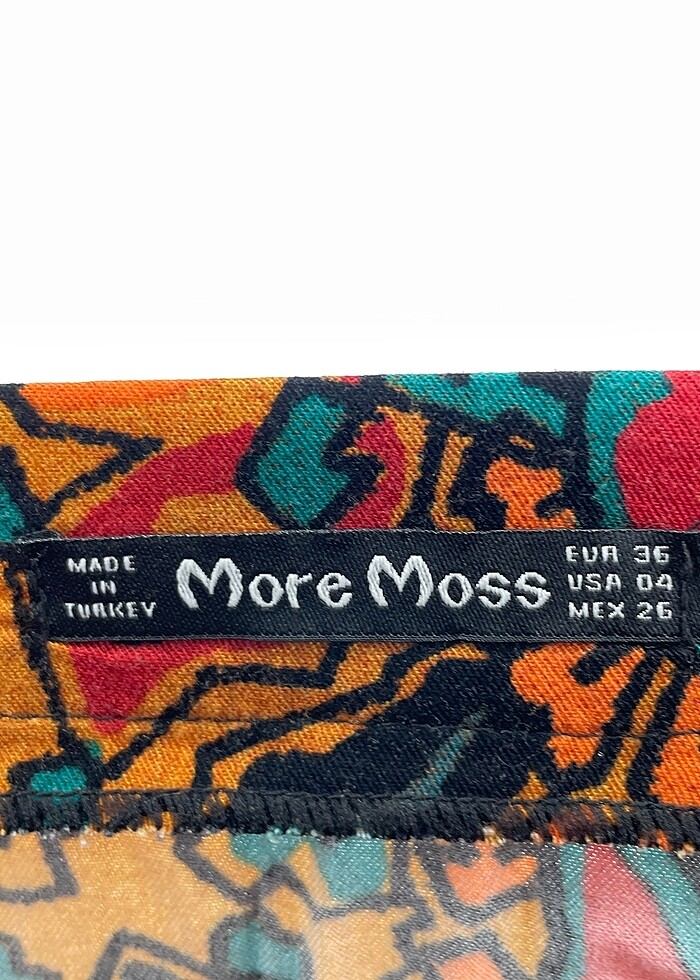 MADE
IN
TURKEY
More Moss
EUR 36
USA 04
MEX 26